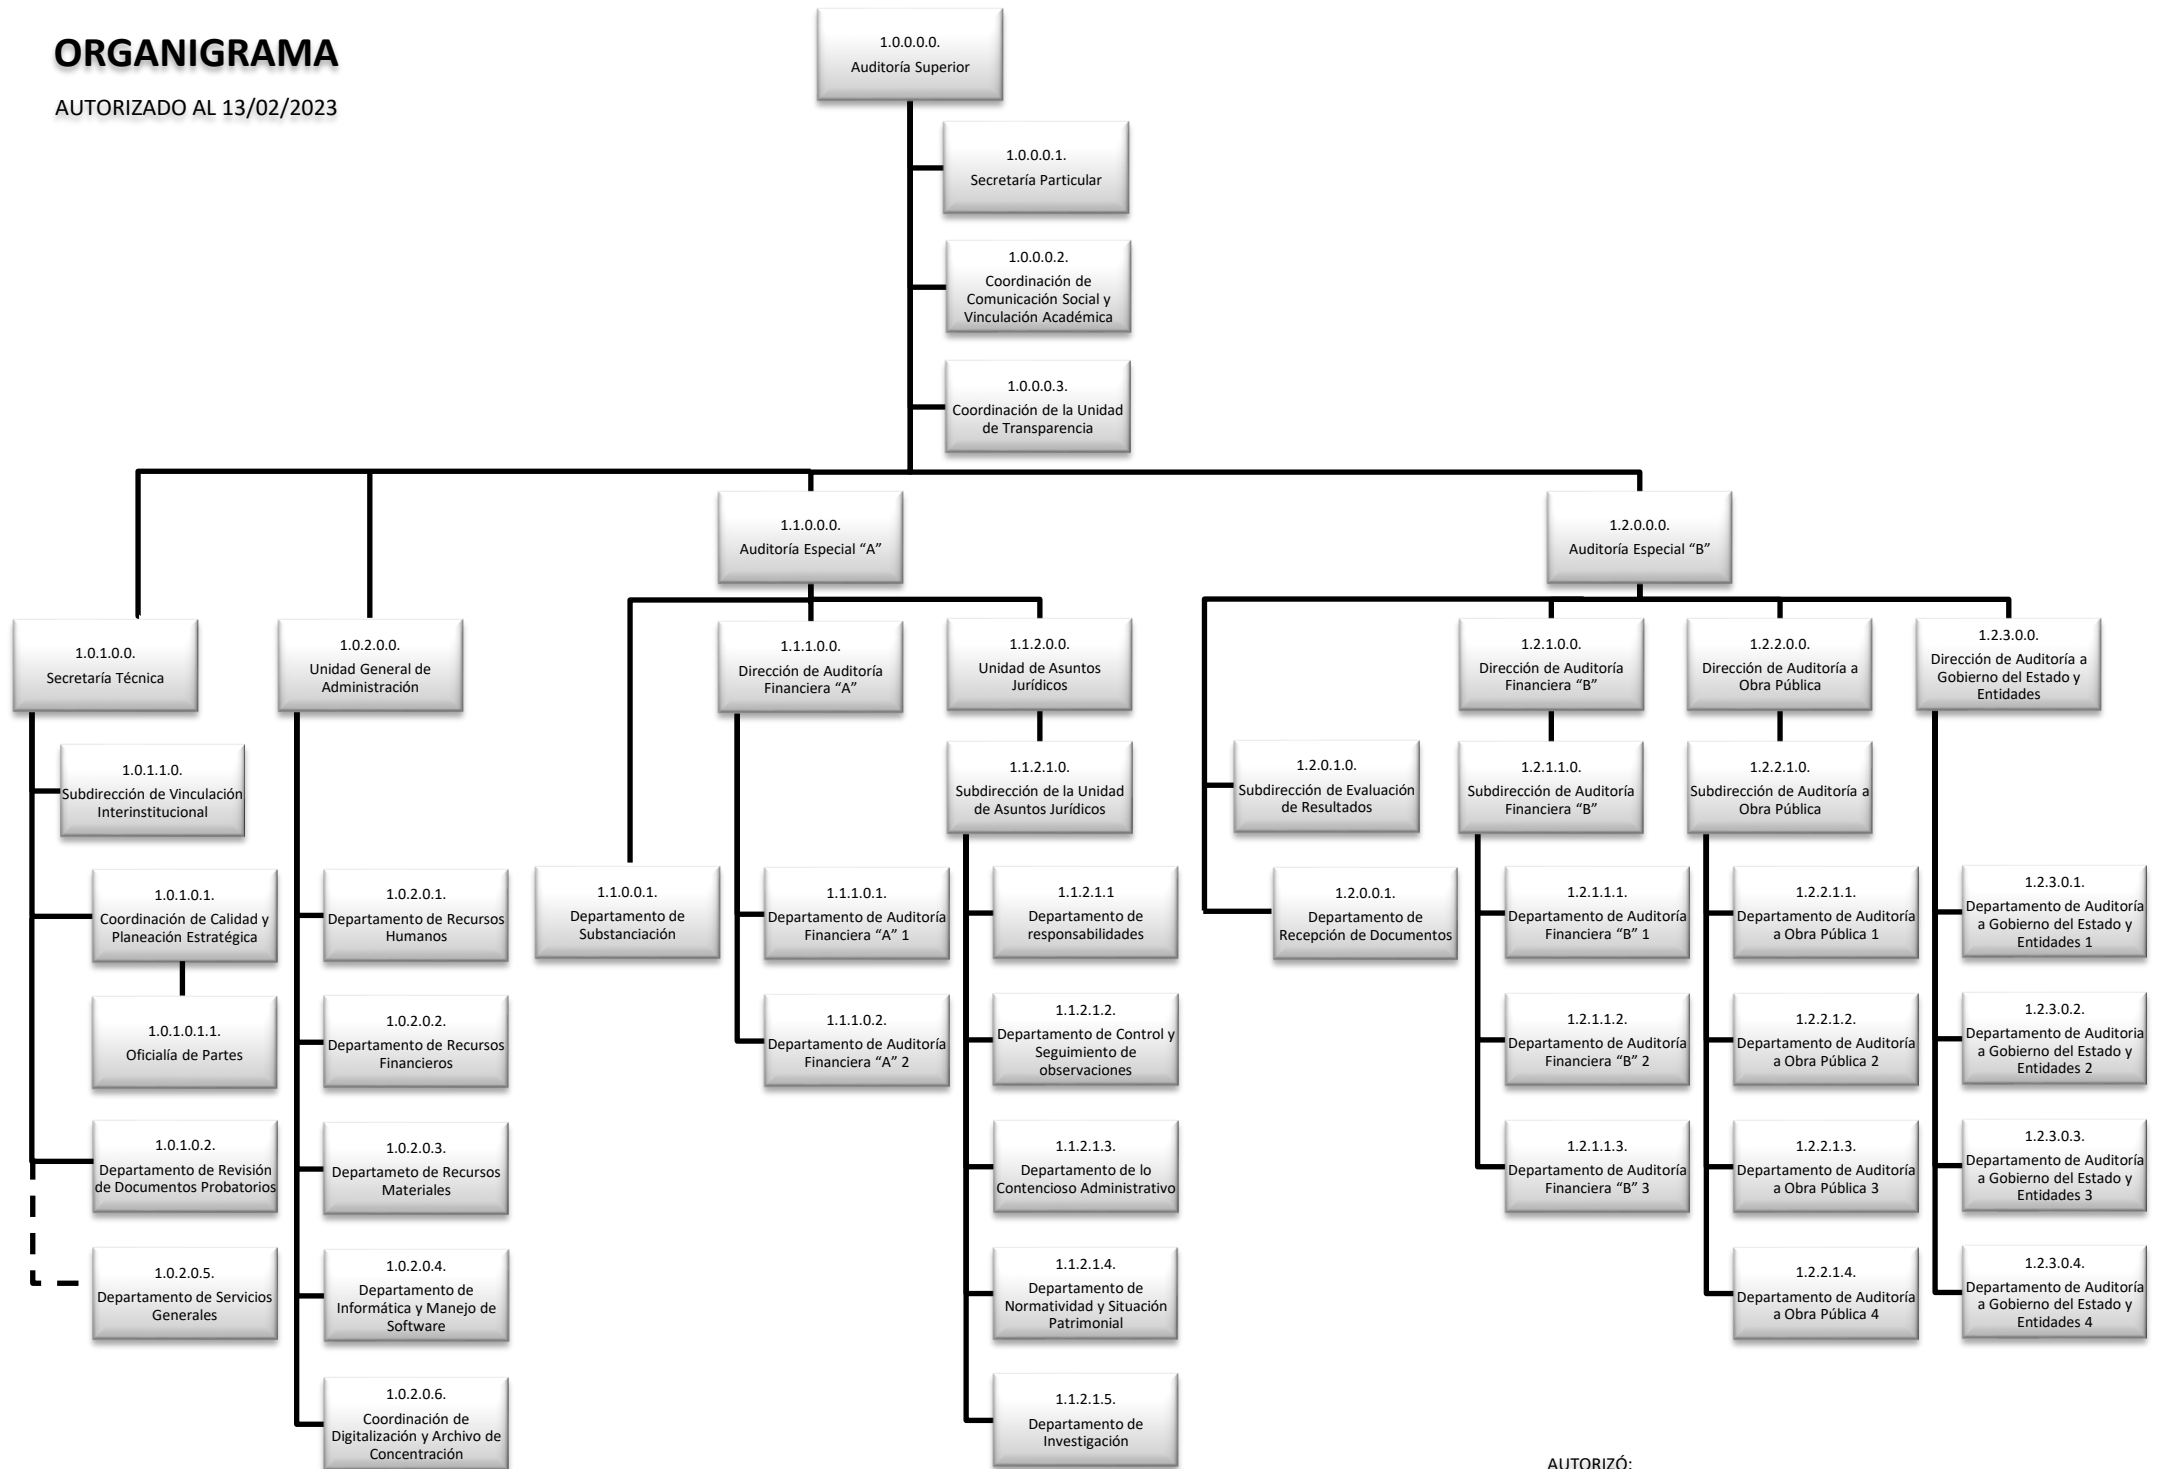 ORGANIGRAMA
AUTORIZADO AL 13/02/2023
1.0.0.0.0.
Auditoría Superior
1.0.0.0.1.
Secretaría Particular
1.0.0.0.2.
Coordinación de
Comunicación Social y
Vinculación Académica
1.0.0.0.3.
Coordinación de la Unidad
de Transparencia
1.1.0.0.0.
Auditoría Especial “A”
1.2.0.0.0.
Auditoría Especial “B”
1.0.1.0.0.
Secretaría Técnica
1.0.2.0.0.
Unidad General de
Administración
1.1.1.0.0.
Dirección de Auditoría
Financiera “A”
1.1.2.0.0.
Unidad de Asuntos
Jurídicos
1.2.1.0.0.
Dirección de Auditoría
Financiera “B”
1.2.2.0.0.
Dirección de Auditoría a
Obra Pública
1.2.3.0.0.
Dirección de Auditoría a
Gobierno del Estado y
Entidades
1.0.1.1.0.
Subdirección de Vinculación
Interinstitucional
1.1.2.1.0.
Subdirección de la Unidad
de Asuntos Jurídicos
1.2.0.1.0.
Subdirección de Evaluación
de Resultados
1.2.1.1.0.
Subdirección de Auditoría
Financiera “B”
1.2.2.1.0.
Subdirección de Auditoría a
Obra Pública
1.0.1.0.1.
Coordinación de Calidad y
Planeación Estratégica
1.0.2.0.1.
Departamento de Recursos
Humanos
1.1.0.0.1.
Departamento de
Substanciación
1.1.1.0.1.
Departamento de Auditoría
Financiera “A” 1
1.1.2.1.1
Departamento de
responsabilidades
1.2.0.0.1.
Departamento de
Recepción de Documentos
1.2.1.1.1.
Departamento de Auditoría
Financiera “B” 1
1.2.2.1.1.
Departamento de Auditoría
a Obra Pública 1
1.2.3.0.1.
Departamento de Auditoría
a Gobierno del Estado y
Entidades 1
1.0.1.0.1.1.
Oficialía de Partes
1.0.2.0.2.
Departamento de Recursos
Financieros
1.1.1.0.2.
Departamento de Auditoría
Financiera “A” 2
1.1.2.1.2.
Departamento de Control y
Seguimiento de
observaciones
1.2.1.1.2.
Departamento de Auditoría
Financiera “B” 2
1.2.2.1.2.
Departamento de Auditoría
a Obra Pública 2
1.2.3.0.2.
Departamento de Auditoria
a Gobierno del Estado y
Entidades 2
1.0.1.0.2.
Departamento de Revisión
de Documentos Probatorios
1.0.2.0.3.
Departameto de Recursos
Materiales
1.1.2.1.3.
Departamento de lo
Contencioso Administrativo
1.2.1.1.3.
Departamento de Auditoría
Financiera “B” 3
1.2.2.1.3.
Departamento de Auditoría
a Obra Pública 3
1.2.3.0.3.
Departamento de Auditoría
a Gobierno del Estado y
Entidades 3
1.0.2.0.5.
Departamento de Servicios
Generales
1.0.2.0.4.
Departamento de
Informática y Manejo de
Software
1.1.2.1.4.
Departamento de
Normatividad y Situación
Patrimonial
1.2.2.1.4.
Departamento de Auditoría
a Obra Pública 4
1.2.3.0.4.
Departamento de Auditoría
a Gobierno del Estado y
Entidades 4
1.0.2.0.6.
Coordinación de
Digitalización y Archivo de
Concentración
1.1.2.1.5.
Departamento de
Investigación
AUTORIZÓ: